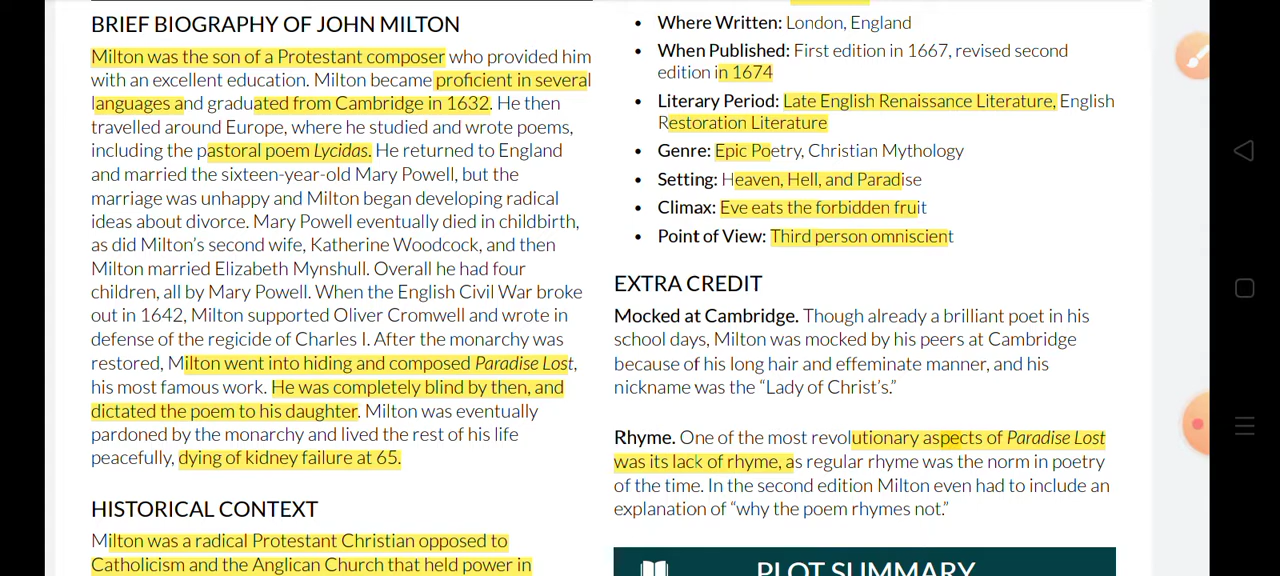 BRIEF BIOGRAPHY OF JOHN MILTON
Milton was the son of a Protestant composer who provided him
with an excellent education. Milton became proficient in several
languages and graduated from Cambridge in 1632. He then
travelled around Europe, where he studied and wrote poems,
including the pastoral poem Lycidas. He returned to England
and married the sixteen-year-old Mary Powell, but the
marriage was unhappy and Milton began developing radical
ideas about divorce. Mary Powell eventually died in childbirth,
as did Milton's second wife, Katherine Woodcock, and then
Milton married Elizabeth Mynshull. Overall he had four
children, all by Mary Powell. When the English Civil War broke
out in 1642, Milton supported Oliver Cromwell and wrote in
defense of the regicide of Charles I. After the monarchy was
restored, Milton went into hiding and composed Paradise Lost,
his most famous work. He was completely blind by then, and
dictated the poem to his daughter. Milton was eventually
pardoned by the monarchy and lived the rest of his life
peacefully, dying of kidney failure at 65.
HISTORICAL CONTEXT
Milton was a radical Protestant Christian opposed to
Catholicism and the Anglican Church that held power in
• Where Written: London, England
• When Published: First edition in 1667, revised second
edition in 1674
• Literary Period: Late English Renaissance Literature, English
Restoration Literature
• Genre: Epic Poetry, Christian Mythology
• Setting: Heaven, Hell, and Paradise
• Climax: Eve eats the forbidden fruit
• Point of View: Third person omniscient
EXTRA CREDIT
Mocked at Cambridge. Though already a brilliant poet in his
school days, Milton was mocked by his peers at Cambridge
because of his long hair and effeminate manner, and his
nickname was the “Lady of Christ's.”
Rhyme. One of the most revolutionary aspects of Paradise Lost
was its lack of rhyme, as regular rhyme was the norm in poetry
of the time. In the second edition Milton even had to include an
explanation of “why the poem rhymes not.”
PLOT SUMMARY